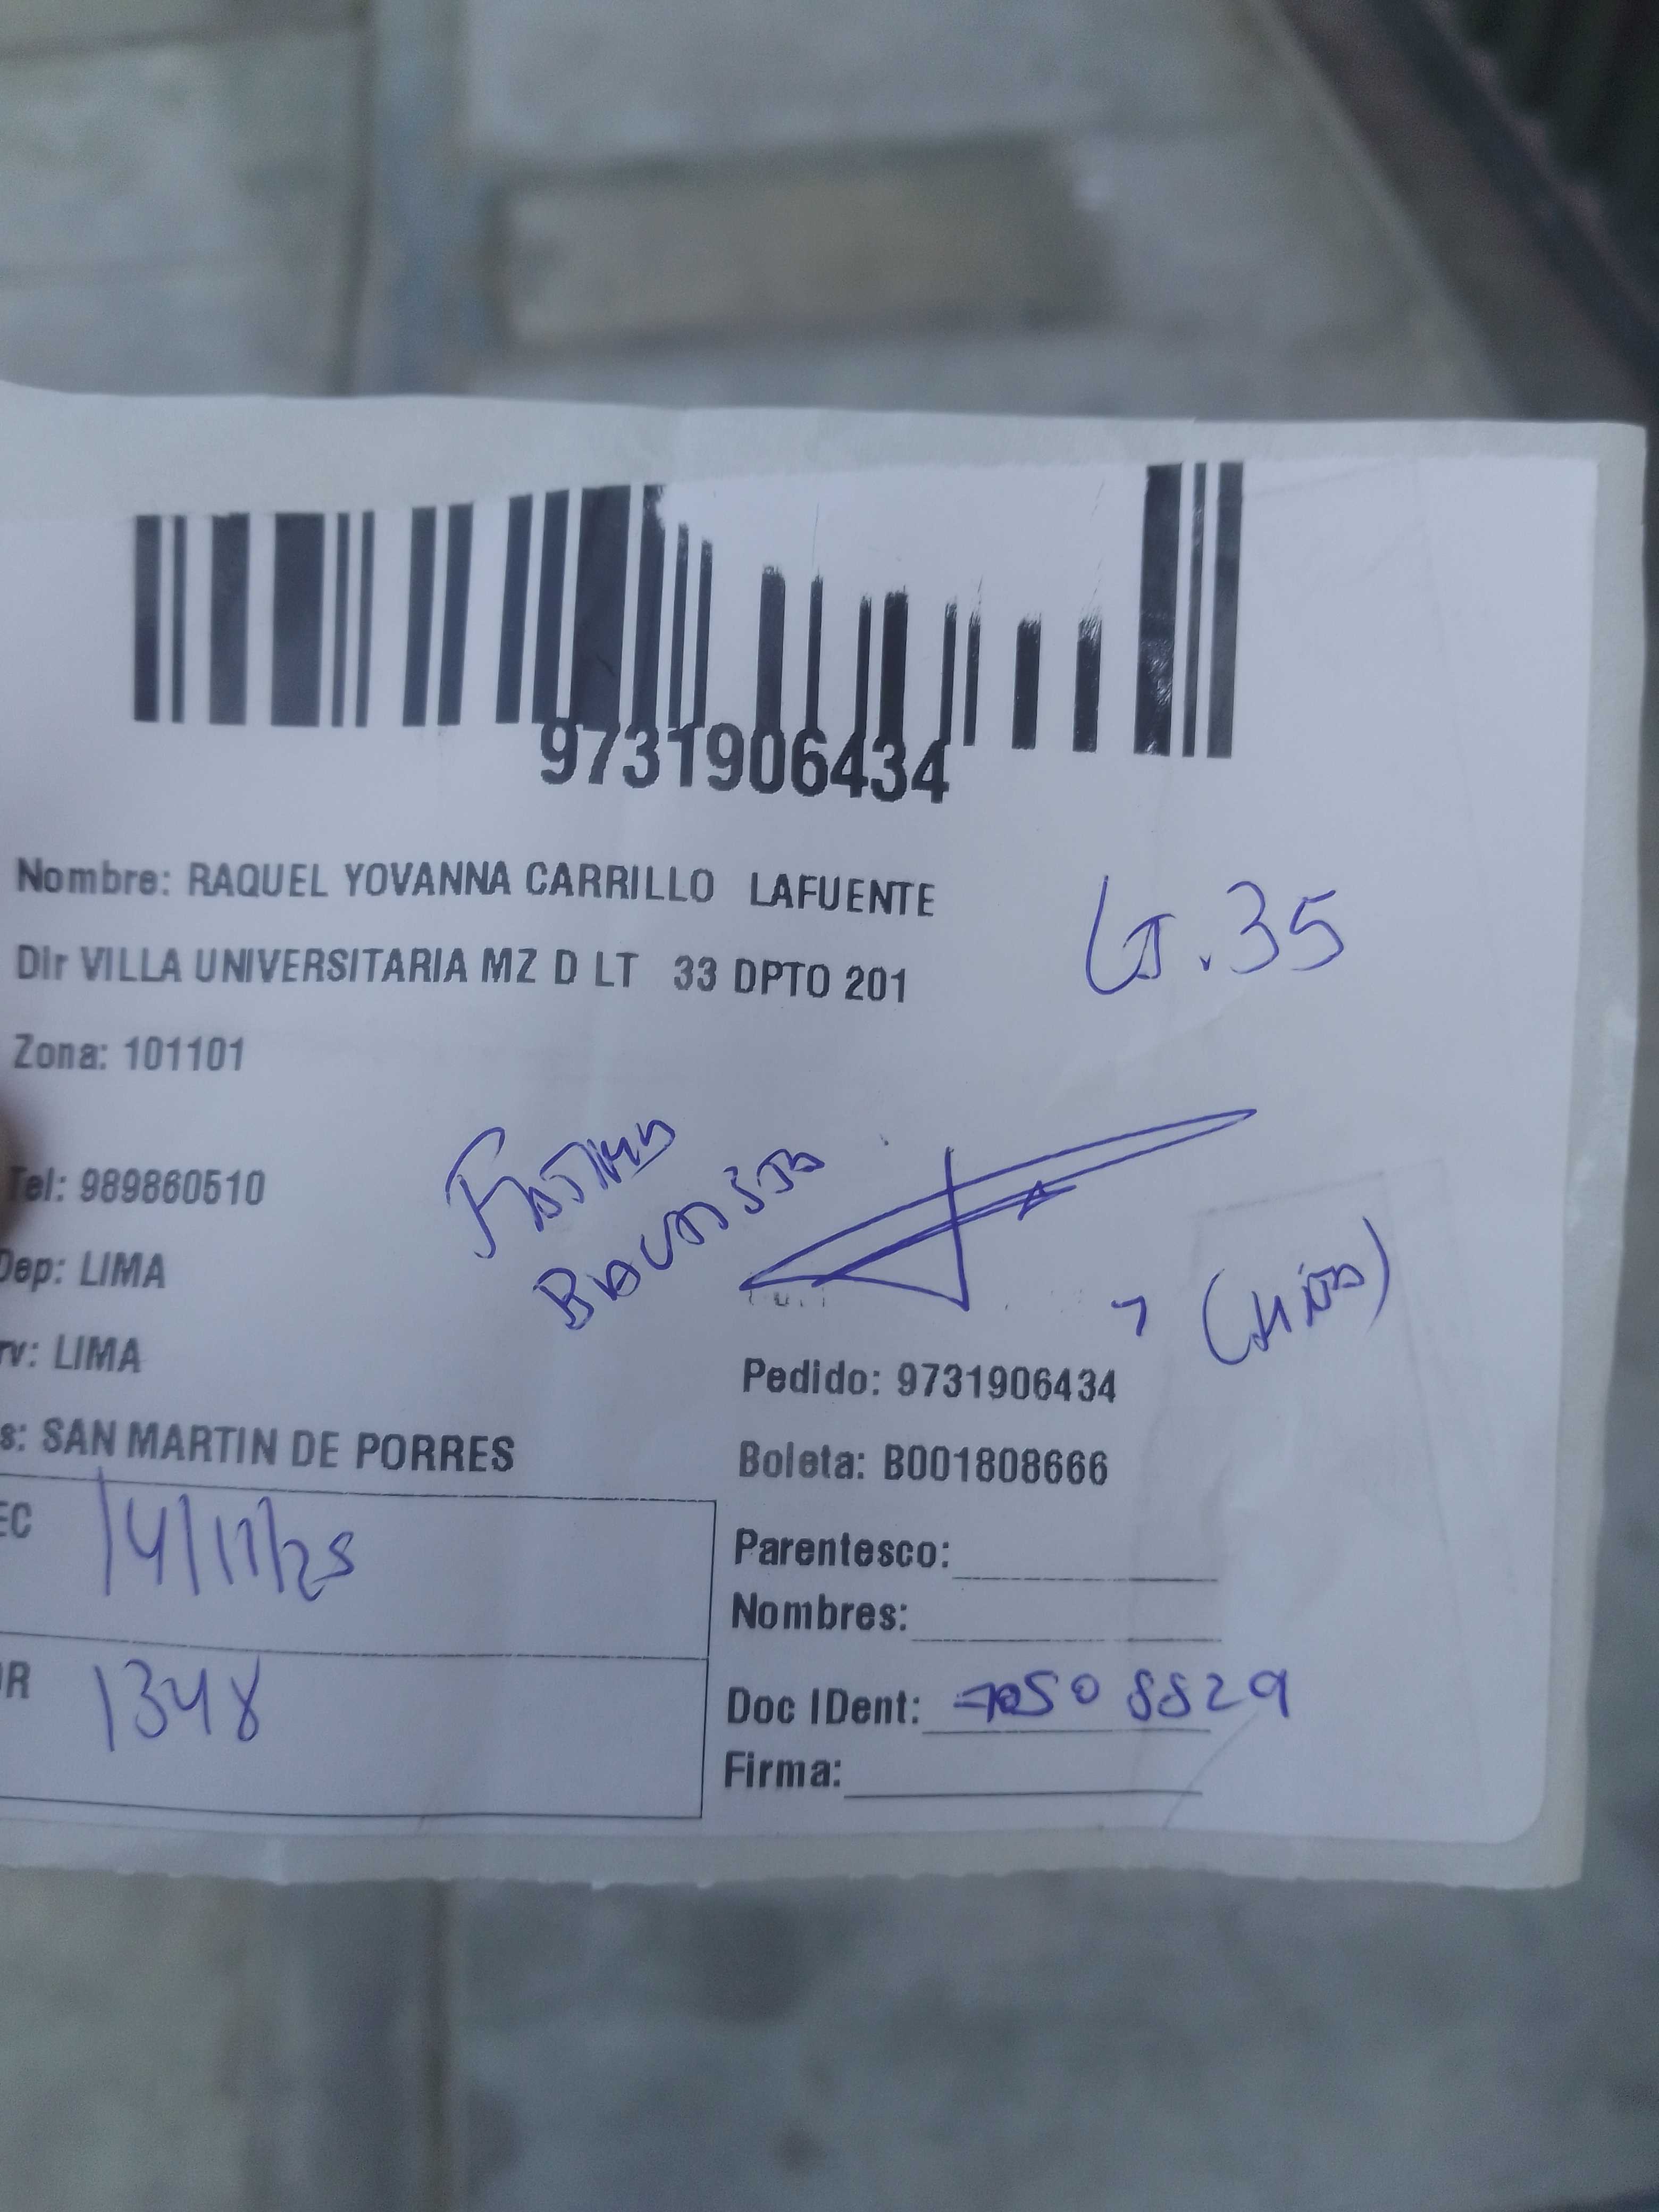 9731906434
Nombre: RAQUEL YOVANNA CARRILLO LAFUENTE
Lt. 35
Dir VILLA UNIVERSITARIA MZ D LT 33 DPTO 201
Zona: 101101
Tel: 989860510
Dep: LIMA
rv: LIMA
Pedido: 9731906434
s: SAN MARTIN DE PORRES
Boleta: B001808666
EC 14/11/25
Parentesco:
Nombres:
OR 1348
Doc IDent:
Firma: